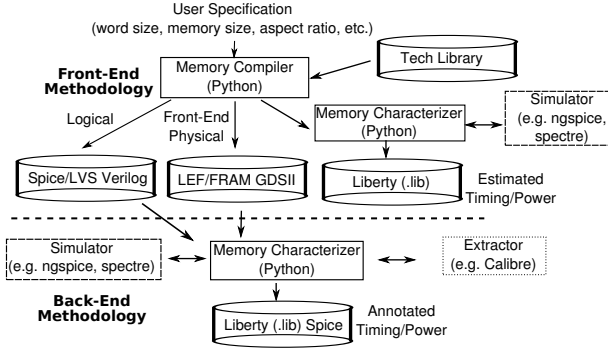 User Specification
(word size, memory size, aspect ratio, etc.)
Front-End
Methodology
Memory Compiler
(Python)
Tech Library
Logical
Front-End
Physical
Memory Characterizer
(Python)
Simulator
(e.g. ngspice,
spectre)
Spice/LVS Verilog
LEF/FRAM GDSII
Liberty (.lib)
Estimated
Timing/Power
Simulator
(e.g. ngspice, spectre)
Memory Characterizer
(Python)
Extractor
(e.g. Calibre)
Back-End
Methodology
Liberty (.lib) Spice
Annotated
Timing/Power